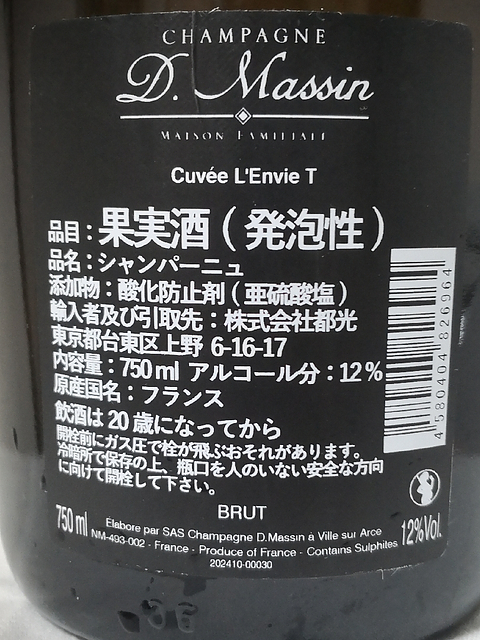 CHAMPAGNE
D. Massin
MAISON FAMILIALE
Cuvée L'Envie T
品目：果実酒（発泡性）
品名：シャンパーニュ
添加物：酸化防止剤（亜硫酸塩）
輸入者及び引取先：株式会社都光
東京都台東区上野 6-16-17
内容量：750ml アルコール分：12%
原産国名：フランス
飲酒は20歳になってから
開栓前にガス圧で栓が飛ぶおそれがあります。
冷暗所で保存の上、瓶口を人のいない安全な方向
に向けて開栓して下さい。
4 580404 826964
BRUT
750 ml
Elabore par SAS Champagne D.Massin à Ville sur Arce
NM-493-002 - France - Produce of France - Contains Sulphites
12%Vol.
202410-00030